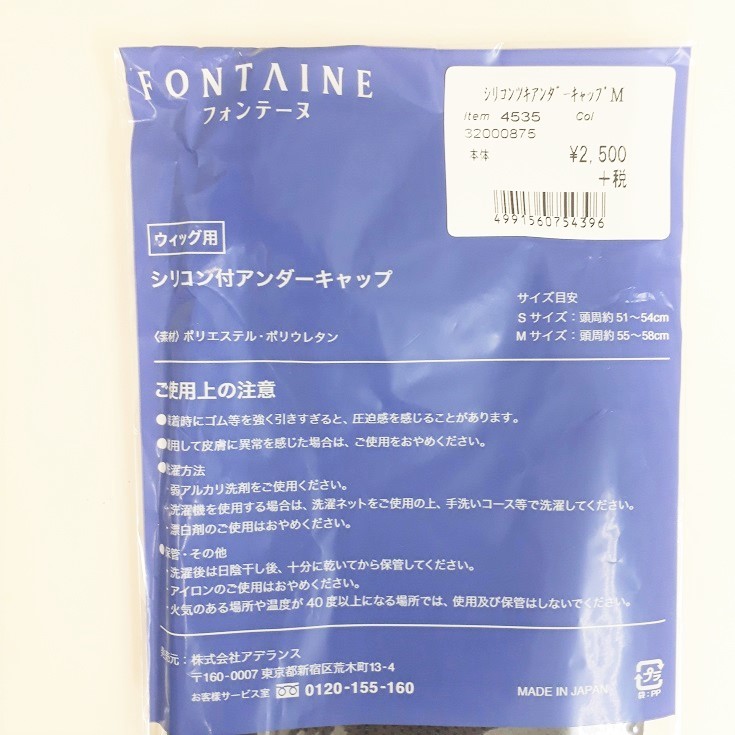 FONTAINE
フォンテーヌ
シリコンツキアンダーキャップM
Item 4535 Col
32000875
本体 ¥2,500
+税
4991560754396
ウィッグ用
シリコン付アンダーキャップ
サイズ目安
Sサイズ：頭周約51〜54cm
Mサイズ：頭周約55〜58cm
〈素材〉ポリエステル・ポリウレタン
ご使用上の注意
●装着時にゴム等を強く引きすぎると、圧迫感を感じることがあります。
●使用して皮膚に異常を感じた場合は、ご使用をおやめください。
●洗濯方法
・弱アルカリ洗剤をご使用ください。
・洗濯機を使用する場合は、洗濯ネットをご使用の上、手洗いコース等で洗濯してください。
・漂白剤のご使用はおやめください。
●保管・その他
・洗濯後は日陰干し後、十分に乾いてから保管してください。
・アイロンのご使用はおやめください。
・火気のある場所や温度が40度以上になる場所では、使用及び保管はしないでください。
元：株式会社アデランス
〒160-0007 東京都新宿区荒木町13-4
お客様サービス室 0120-155-160
MADE IN JAPAN
プラ
袋：PP